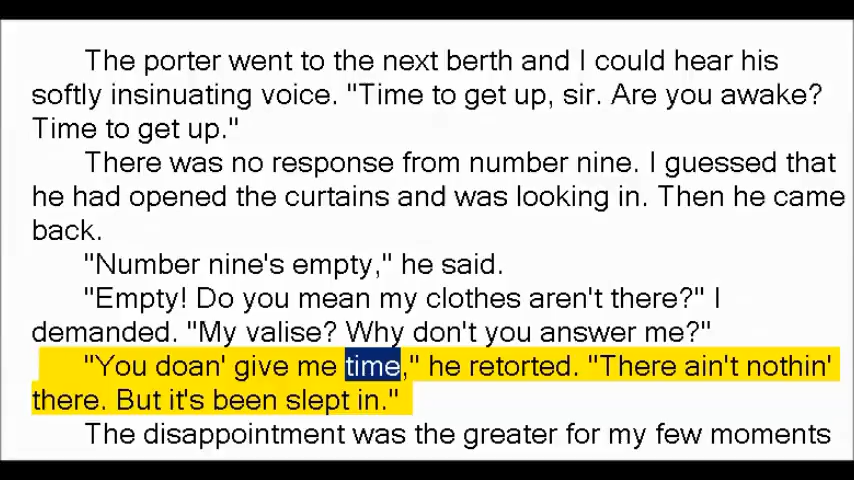 The porter went to the next berth and I could hear his
softly insinuating voice. "Time to get up, sir. Are you awake?
Time to get up."
There was no response from number nine. I guessed that
he had opened the curtains and was looking in. Then he came
back.
"Number nine's empty," he said.
"Empty! Do you mean my clothes aren't there?" I
demanded. "My valise? Why don't you answer me?"
"You doan' give me time," he retorted. "There ain't nothin'
there. But it's been slept in."
The disappointment was the greater for my few moments